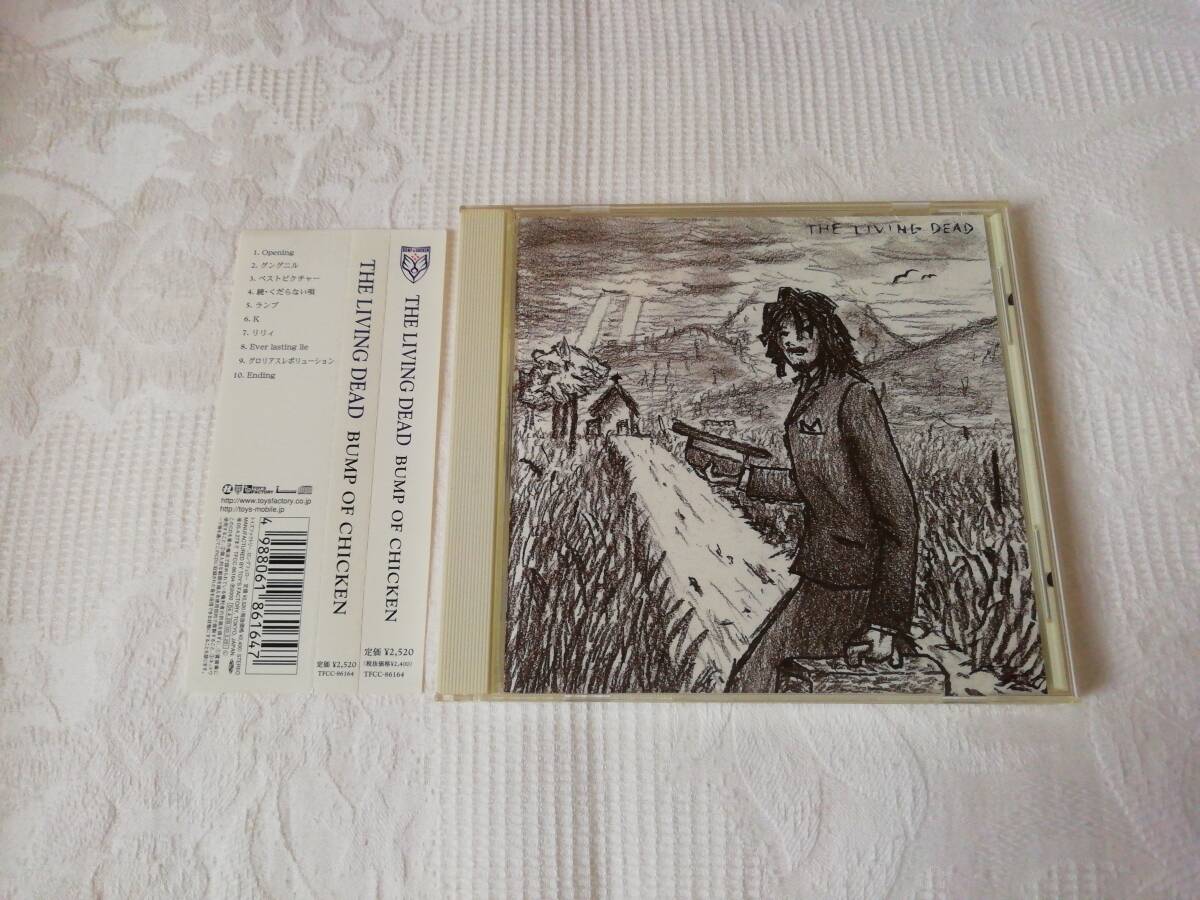 1. Opening
2. グングニル
3. ベストピクチャー
4. 続・くだらない唄
5. ランプ
6. K
7. リリィ
8. Ever lasting lie
9. グロリアスレボリューション
10. Ending
http://www.toysfactory.co.jp
http://toys-mobile.jp
4 988061 861647
THE LIVING DEAD BUMP OF CHICKEN
定価 ¥2,520
TFCC-86164
THE LIVING DEAD BUMP OF CHICKEN
定価 ¥2,520
(税抜価格¥2,400)
TFCC-86164
THE LIVING DEAD